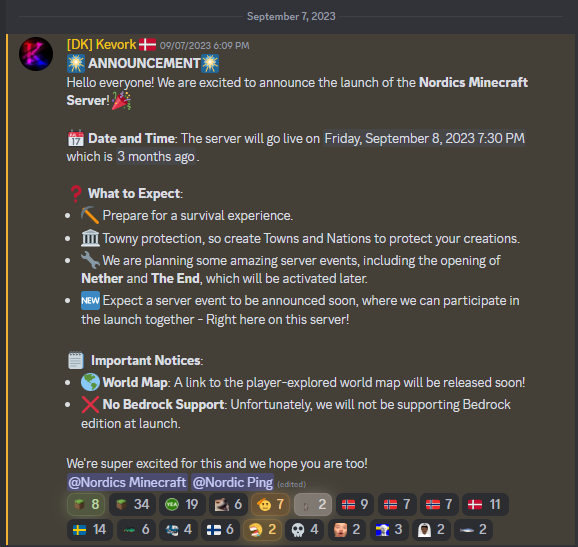 September 7, 2023
[DK] Kevork 09/07/2023 6:09 PM
ANNOUNCEMENT
Hello everyone! We are excited to announce the launch of the Nordics Minecraft
Server!
Date and Time: The server will go live on Friday, September 8, 2023 7:30 PM
which is 3 months ago.
What to Expect:
Prepare for a survival experience.
Towny protection, so create Towns and Nations to protect your creations.
We are planning some amazing server events, including the opening of
Nether and The End, which will be activated later.
NEW Expect a server event to be announced soon, where we can participate in
the launch together - Right here on this server!
Important Notices:
World Map: A link to the player-explored world map will be released soon!
No Bedrock Support: Unfortunately, we will not be supporting Bedrock
edition at launch.
We're super excited for this and we hope you are too!
@Nordics Minecraft @Nordic Ping (edited)
8 34 YEA 19 6 7 2 9 7 7 11
14 6 4 6 2 4 2 3 2 2